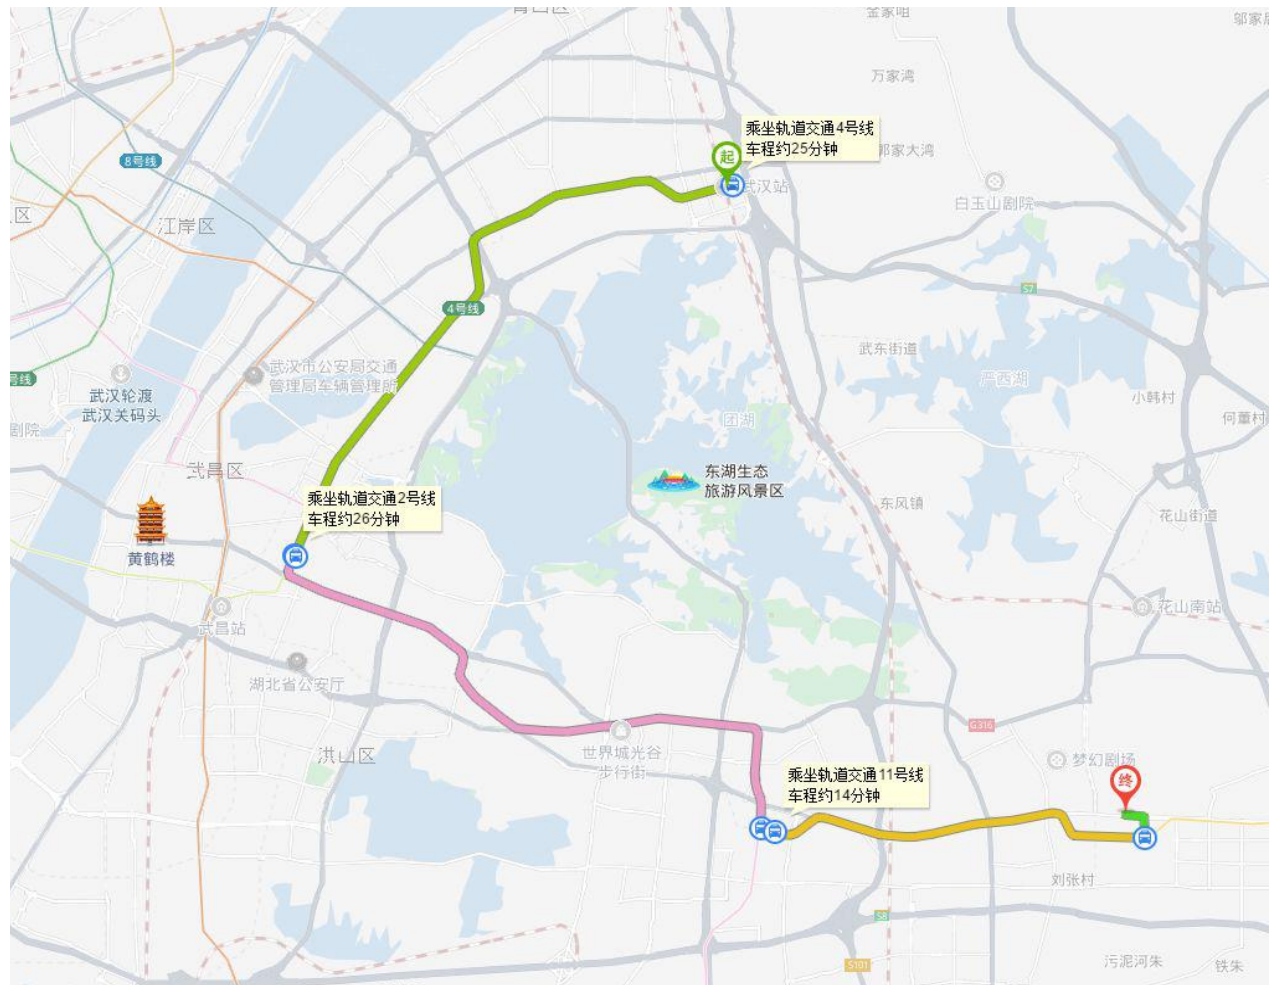 青山区
金家咀
邬家店
万家湾
乘坐轨道交通4号线
车程约25分钟
起
武汉站
郭家大湾
8号线
白玉山剧院
江岸区
区
S7
4号线
武东街道
严西湖
武汉市公安局交通
管理局车辆管理所
号线
武汉轮渡
武汉关码头
小韩村
何董村
剧院
团湖
武昌区
东湖生态
旅游风景区
乘坐轨道交通2号线
车程约26分钟
东风镇
花山街道
黄鹤楼
武昌站
花山南站
湖北省公安厅
G316
洪山区
世界城光谷
步行街
梦幻剧场
乘坐轨道交通11号线
车程约14分钟
终
刘张村
S8
S101
污泥河朱
铁朱